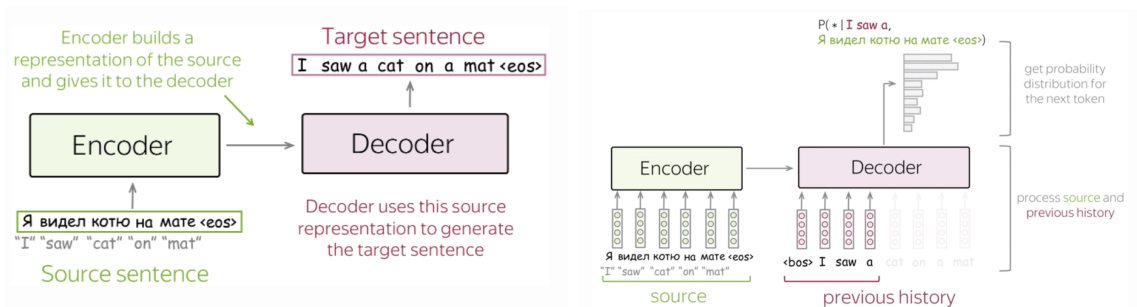 Encoder builds a
representation of the source
and gives it to the decoder
Target sentence
I saw a cat on a mat <eos>
Encoder
Decoder
Я видел котю на мате <eos>
"I" "saw" "cat" "on" "mat"
Source sentence
Decoder uses this source
representation to generate
the target sentence
P( * | I saw a,
Я видел котю на мате <eos>)
get probability
distribution for
the next token
Encoder
Decoder
process source and
previous history
Я видел котю на мате <eos>
"I" "saw" "cat" "on" "mat"
<bos> I saw a cat on a mat
source
previous history